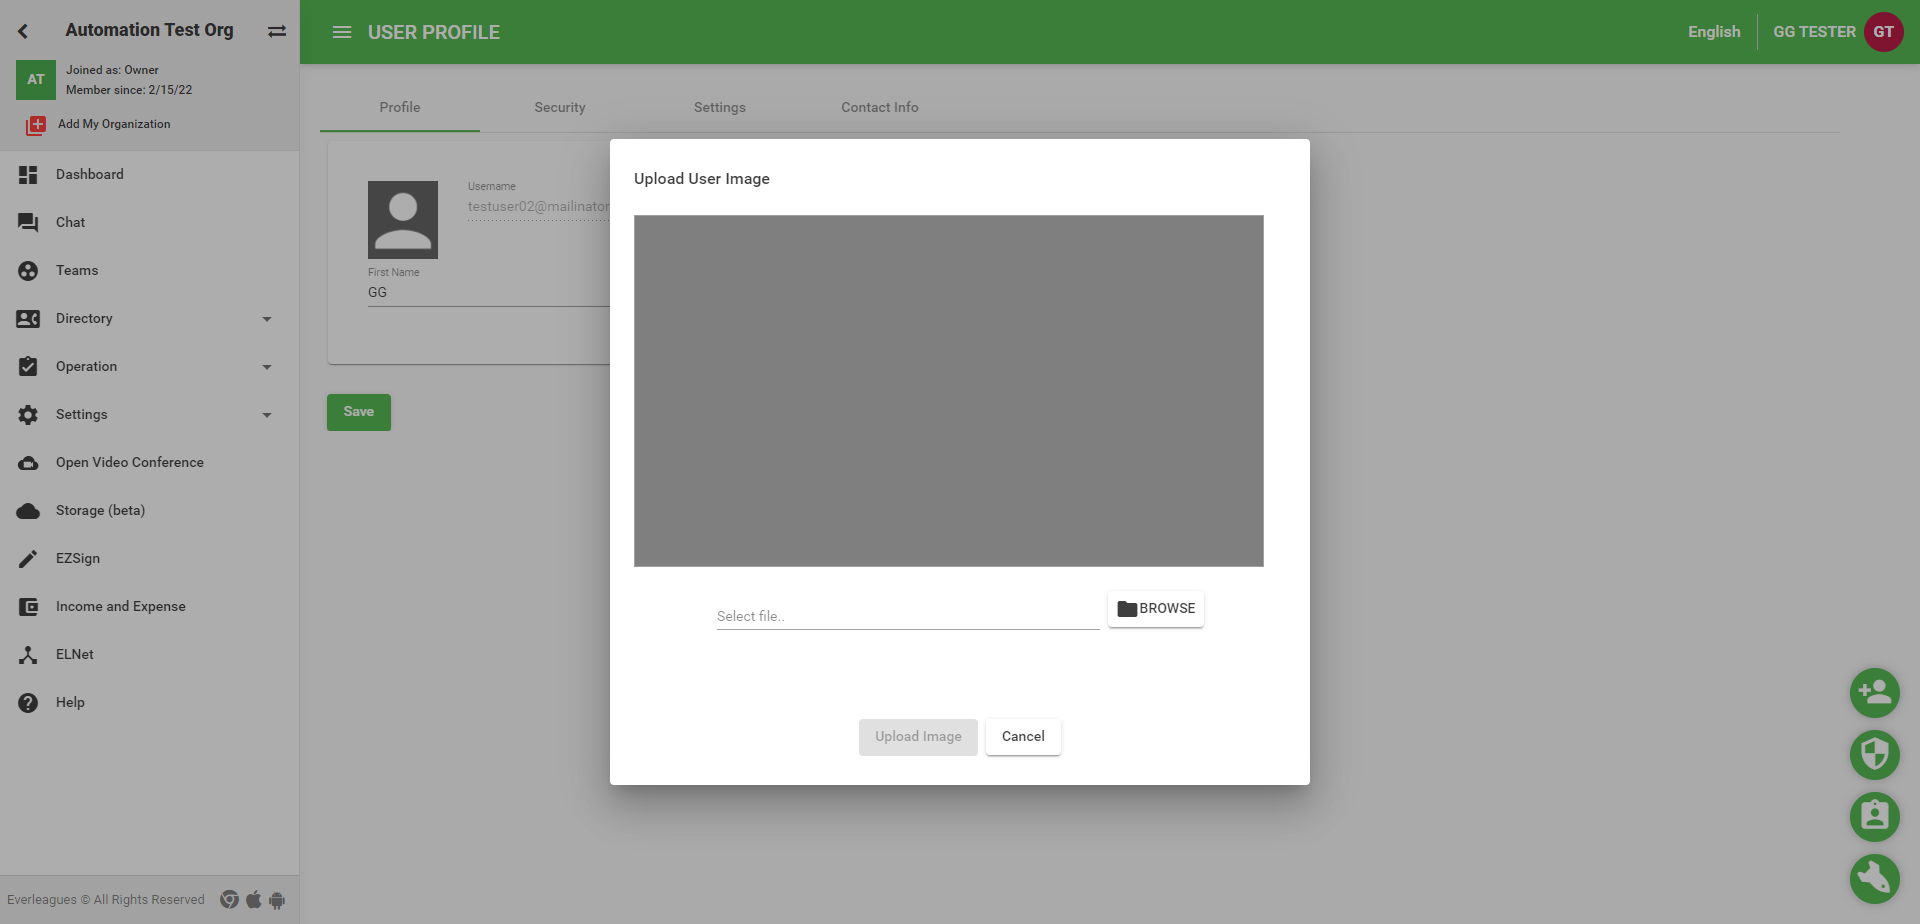 Automation Test Org
AT
Joined as: Owner
Member since: 2/15/22
Add My Organization
Dashboard
Chat
Teams
Directory
Operation
Settings
Open Video Conference
Storage (beta)
EZSign
Income and Expense
ELNet
Help
Everleagues © All Rights Reserved
USER PROFILE
English
GG TESTER
GT
Profile
Security
Settings
Contact Info
Username
testuser02@mailinator
First Name
GG
Save
Upload User Image
Select file..
BROWSE
Upload Image
Cancel